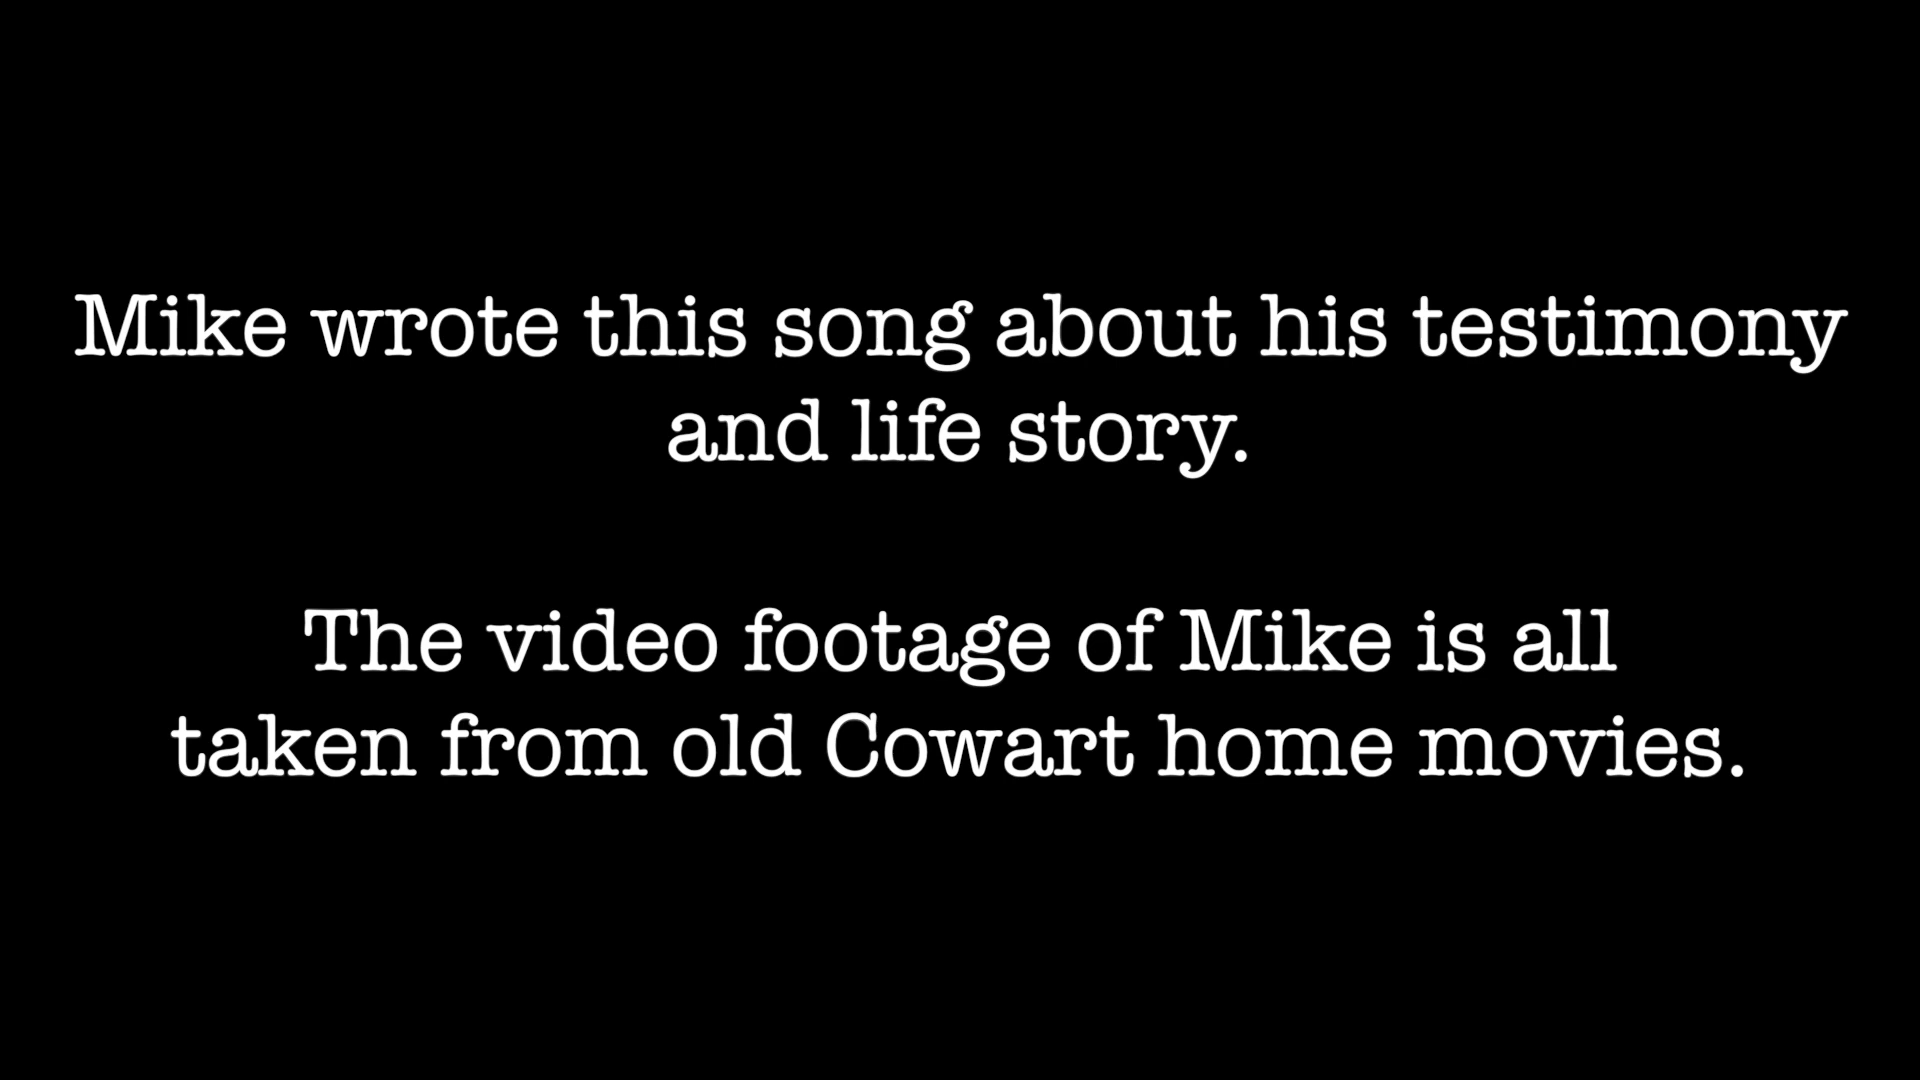 Mike wrote this song about his testimony
and life story.
The video footage of Mike is all
taken from old Cowart home movies.